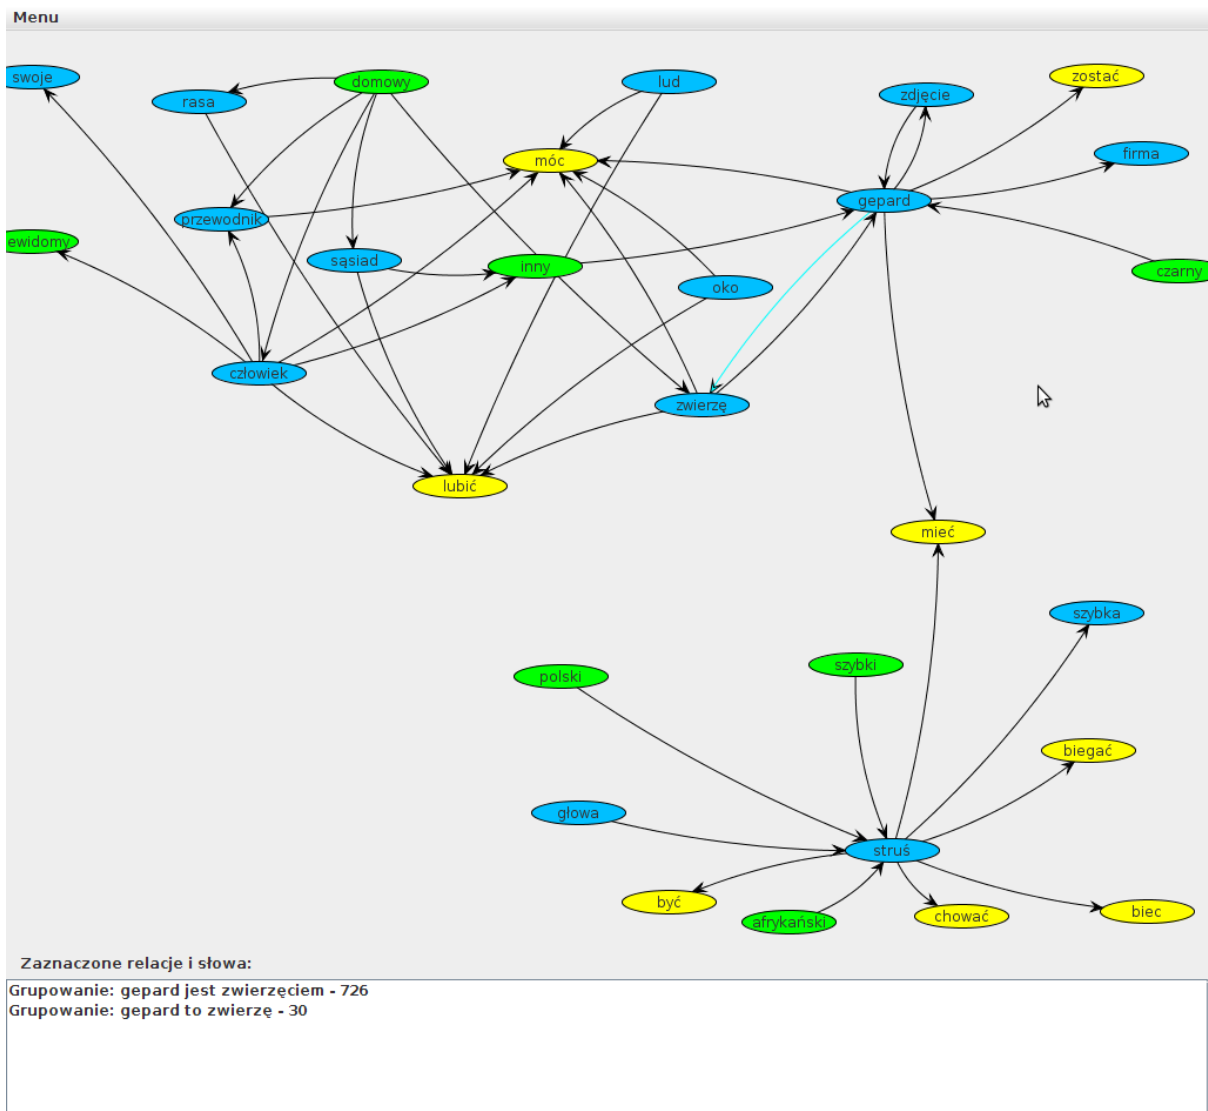 Menu
swoje
rasa
domowy
lud
zdjęcie
zostać
móc
firma
gepard
przewodnik
ewidomy
sąsiad
inny
oko
czarny
człowiek
zwierzę
lubić
mieć
szybka
polski
szybki
biegać
głowa
struś
być
afrykański
chować
biec
Zaznaczone relacje i słowa:
Grupowanie: gepard jest zwierzęciem - 726
Grupowanie: gepard to zwierzę - 30